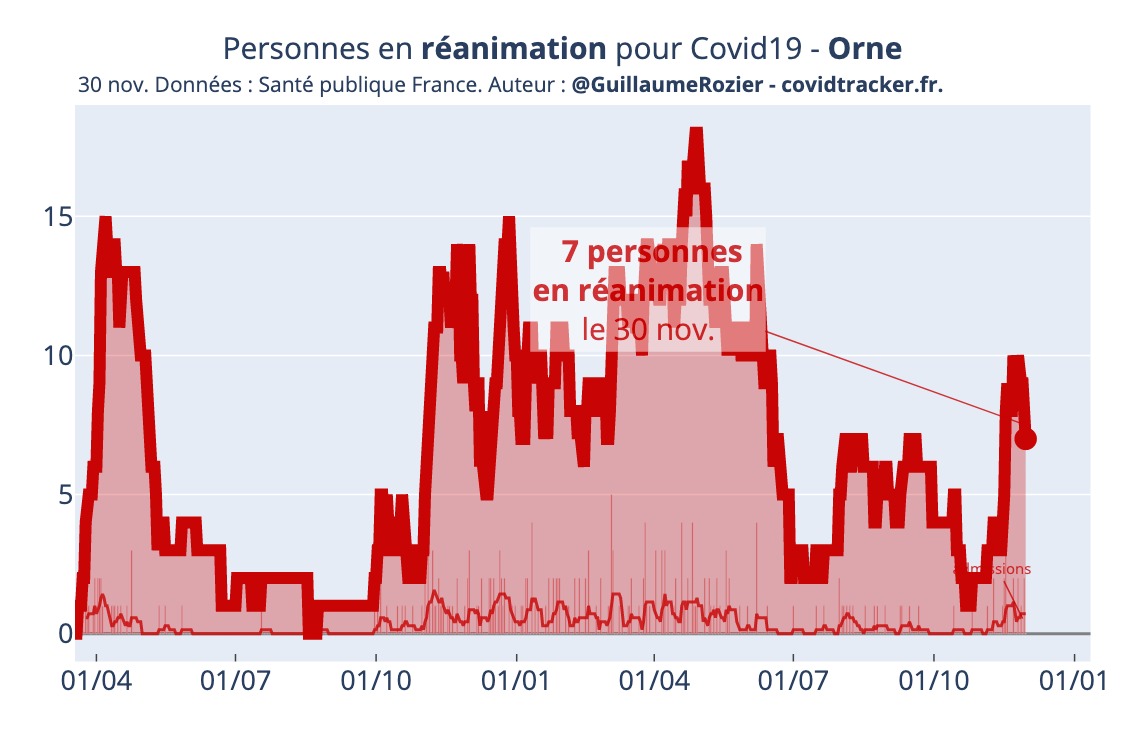 Personnes en réanimation pour Covid19 - Orne
30 nov. Données : Santé publique France. Auteur : @GuillaumeRozier - covidtracker.fr.
15
10
5
0
7 personnes
en réanimation
le 30 nov.
admissions
01/04 01/07 01/10 01/01 01/04 01/07 01/10 01/01